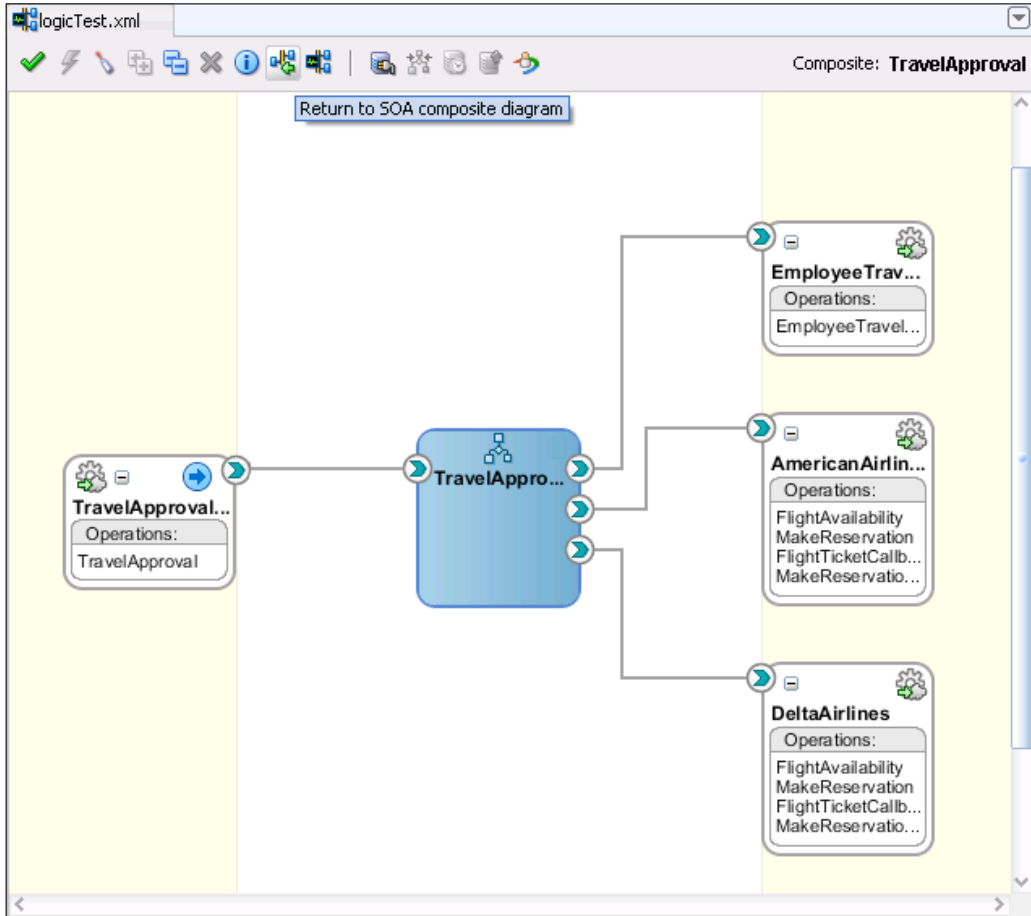 logicTest.xml
Composite: TravelApproval
Return to SOA composite diagram
EmployeeTrav...
Operations:
EmployeeTravel...
TravelApproval...
Operations:
TravelApproval
TravelAppro...
AmericanAirlin...
Operations:
FlightAvailability
MakeReservation
FlightTicketCallb...
MakeReservatio...
DeltaAirlines
Operations:
FlightAvailability
MakeReservation
FlightTicketCallb...
MakeReservatio...